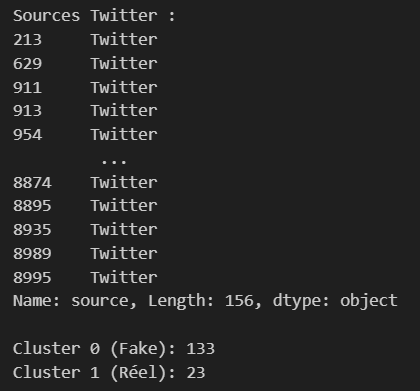 Sources Twitter :
213 Twitter
629 Twitter
911 Twitter
913 Twitter
954 Twitter
...
8874 Twitter
8895 Twitter
8935 Twitter
8989 Twitter
8995 Twitter
Name: source, Length: 156, dtype: object
Cluster 0 (Fake): 133
Cluster 1 (Réel): 23